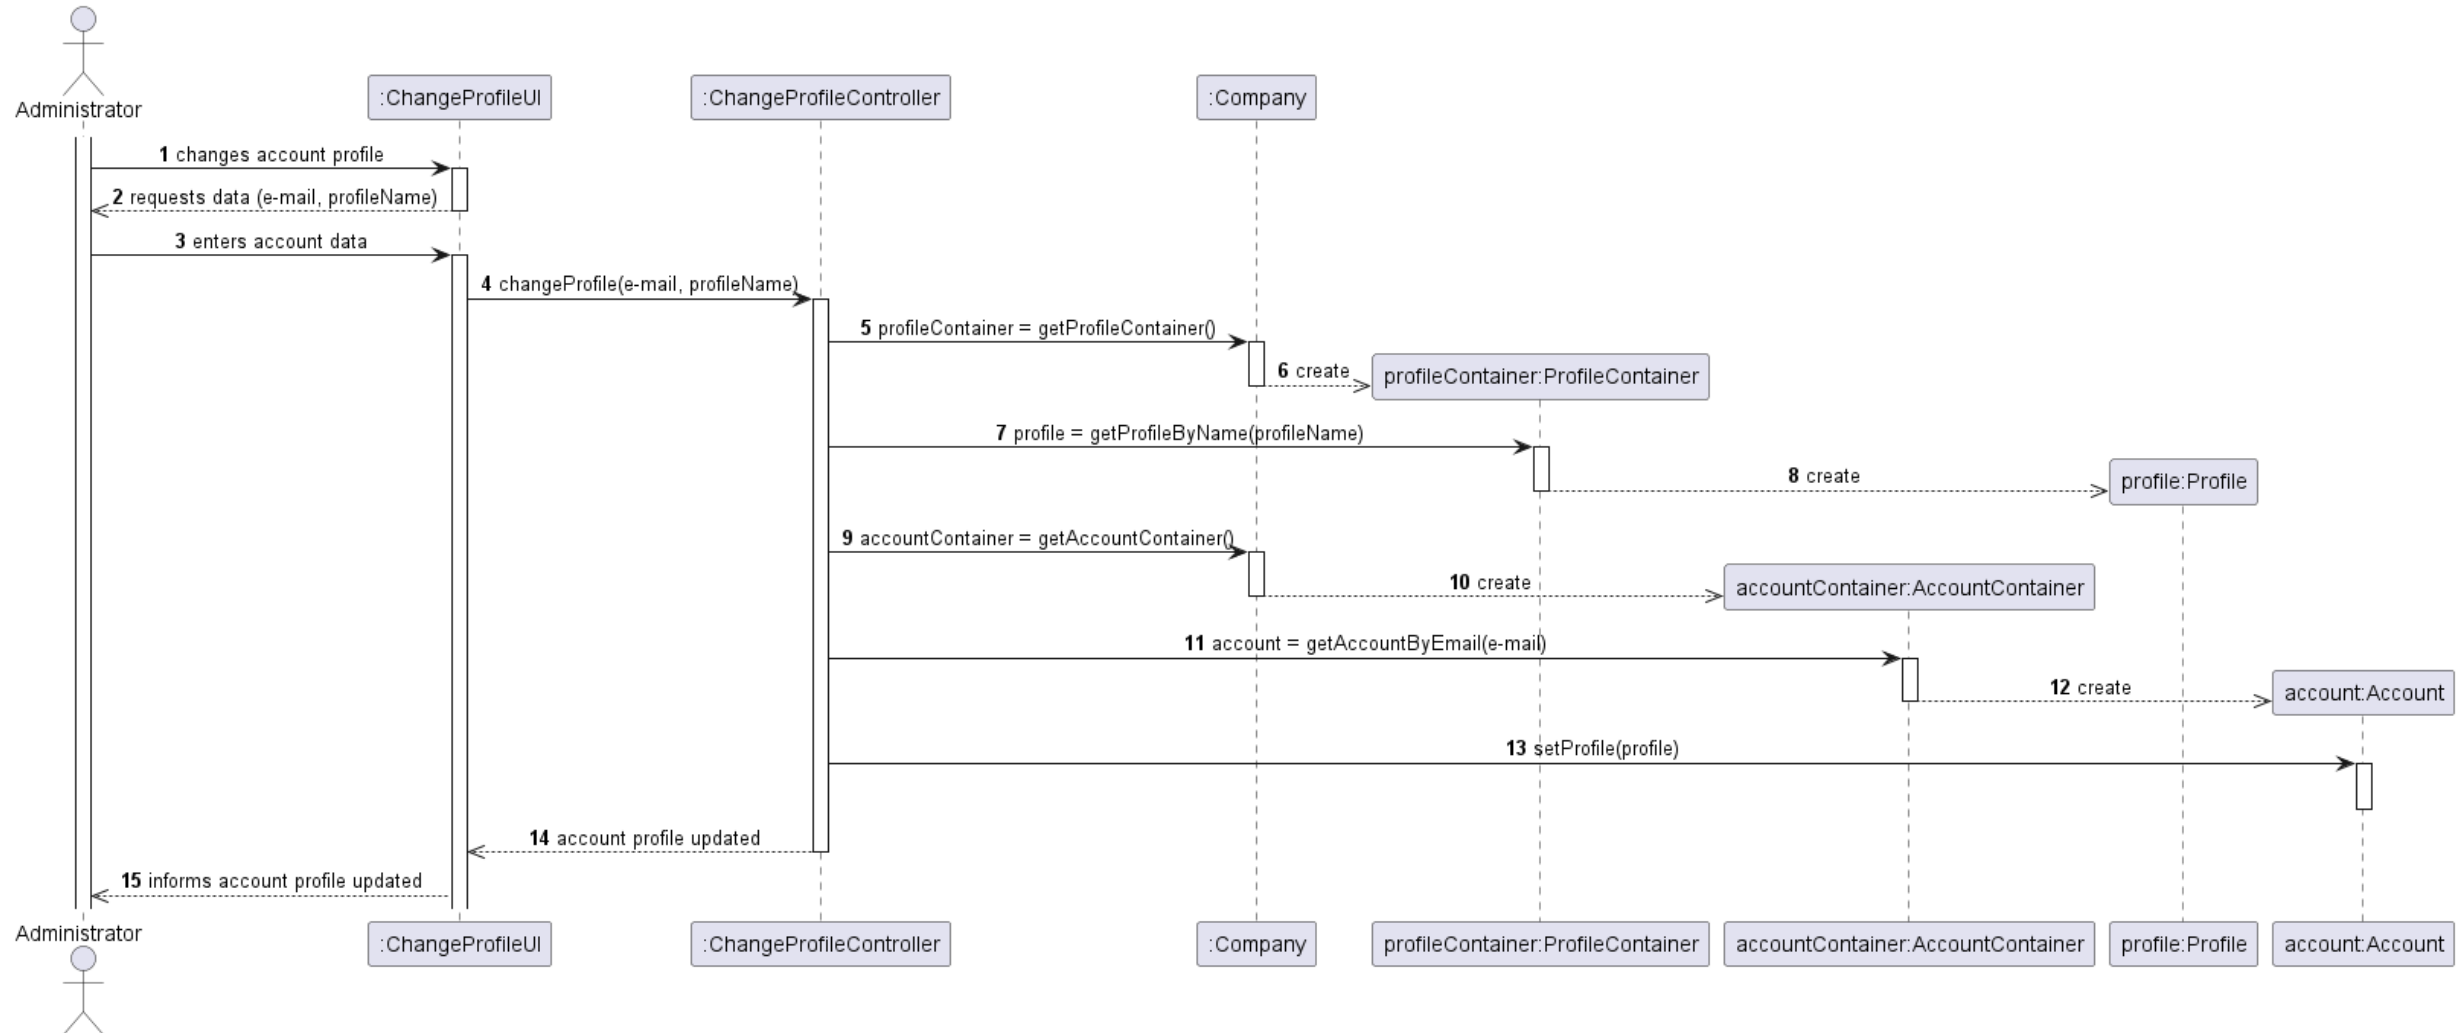 Administrator
:ChangeProfileUI
:ChangeProfileController
:Company
1 changes account profile
2 requests data (e-mail, profileName)
3 enters account data
4 changeProfile(e-mail, profileName)
5 profileContainer = getProfileContainer()
6 create
profileContainer:ProfileContainer
7 profile = getProfileByName(profileName)
8 create
profile:Profile
9 accountContainer = getAccountContainer()
10 create
accountContainer:AccountContainer
11 account = getAccountByEmail(e-mail)
12 create
account:Account
13 setProfile(profile)
14 account profile updated
15 informs account profile updated
Administrator
:ChangeProfileUI
:ChangeProfileController
:Company
profileContainer:ProfileContainer
accountContainer:AccountContainer
profile:Profile
account:Account